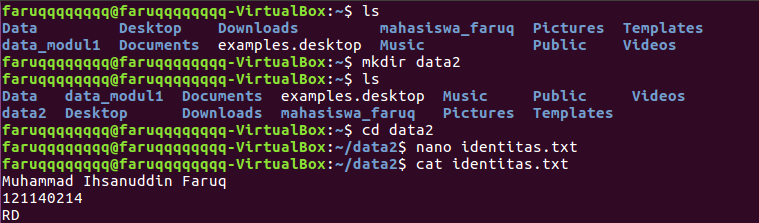 faruqqqqqqqq@faruqqqqqqqq-VirtualBox:~$ ls
Data        Desktop    Downloads         mahasiswa_faruq  Pictures  Templates
data_modul1  Documents  examples.desktop  Music            Public    Videos
faruqqqqqqqq@faruqqqqqqqq-VirtualBox:~$ mkdir data2
faruqqqqqqqq@faruqqqqqqqq-VirtualBox:~$ ls
Data   data_modul1  Documents  examples.desktop  Music     Public     Videos
data2  Desktop      Downloads  mahasiswa_faruq   Pictures  Templates
faruqqqqqqqq@faruqqqqqqqq-VirtualBox:~$ cd data2
faruqqqqqqqq@faruqqqqqqqq-VirtualBox:~/data2$ nano identitas.txt
faruqqqqqqqq@faruqqqqqqqq-VirtualBox:~/data2$ cat identitas.txt
Muhammad Ihsanuddin Faruq
121140214
RD